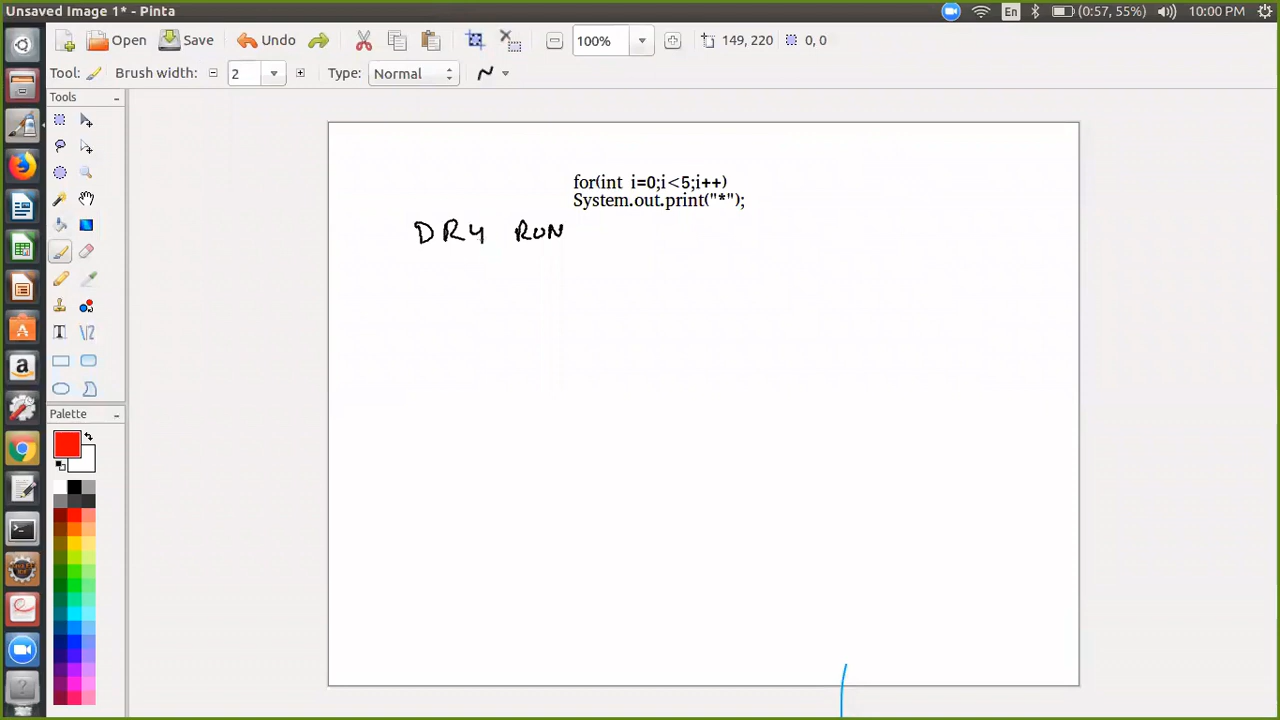 Unsaved Image 1* - Pinta
En
(0:57, 55%)
10:00 PM
Open
Save
Undo
100%
149, 220
0, 0
Tool:
Brush width:
2
Type:
Normal
Tools
for(int i=0;i<5;i++)
System.out.print("*");
DRY RUN
Palette